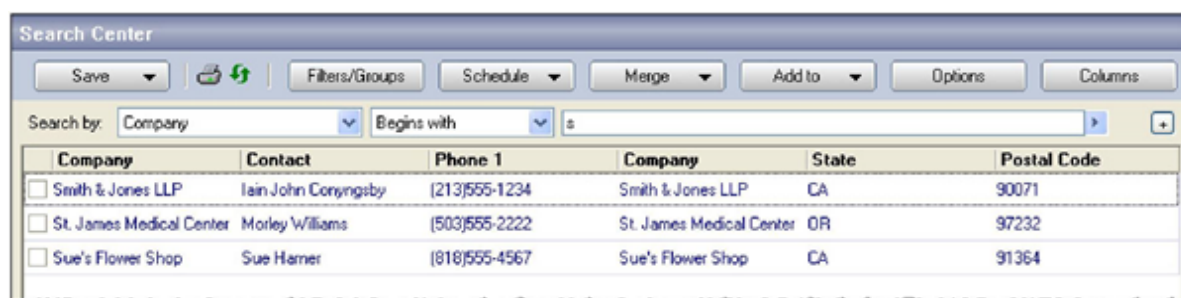 Search Center
Save Filters/Groups Schedule Merge Add to Options Columns
Search by: Company Begins with s
Company Contact Phone 1 Company State Postal Code
Smith & Jones LLP Iain John Conyngsby (213)555-1234 Smith & Jones LLP CA 90071
St. James Medical Center Morley Williams (503)555-2222 St. James Medical Center OR 97232
Sue's Flower Shop Sue Hamer (818)555-4567 Sue's Flower Shop CA 91364